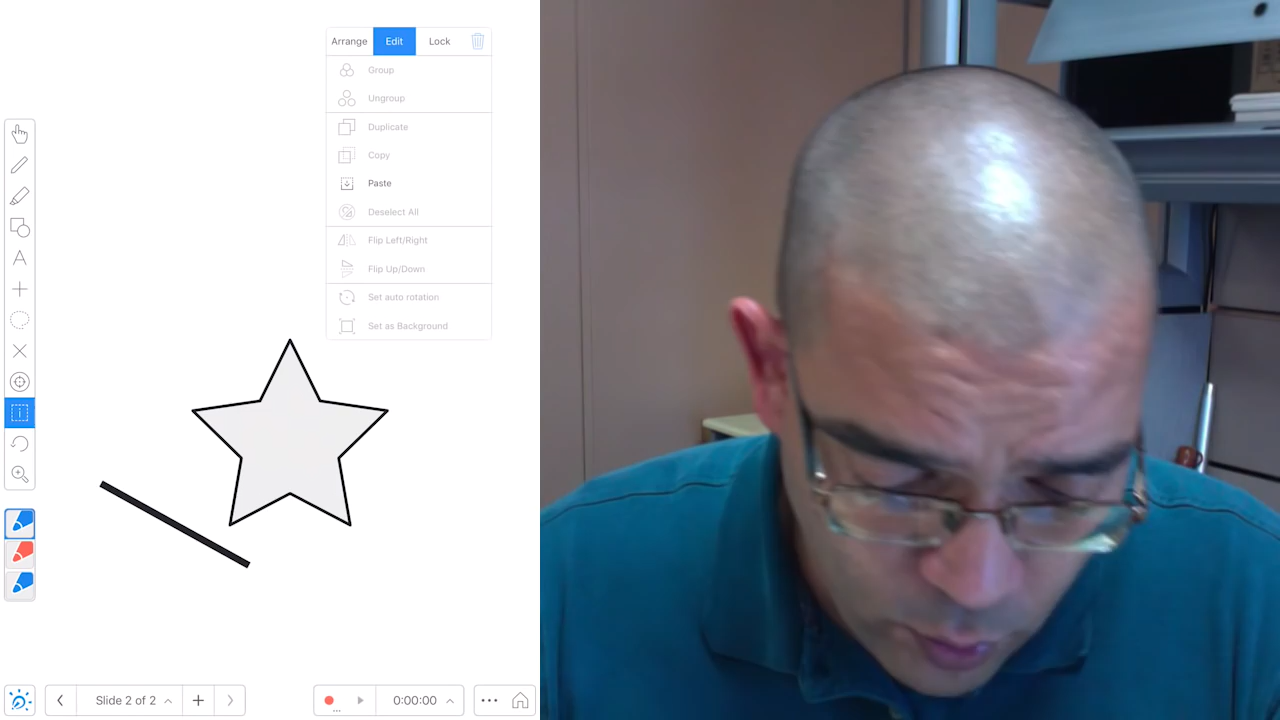 Arrange Edit Lock
Group
Ungroup
Duplicate
Copy
Paste
Deselect All
Flip Left/Right
Flip Up/Down
Set auto rotation
Set as Background
Slide 2 of 2
0:00:00